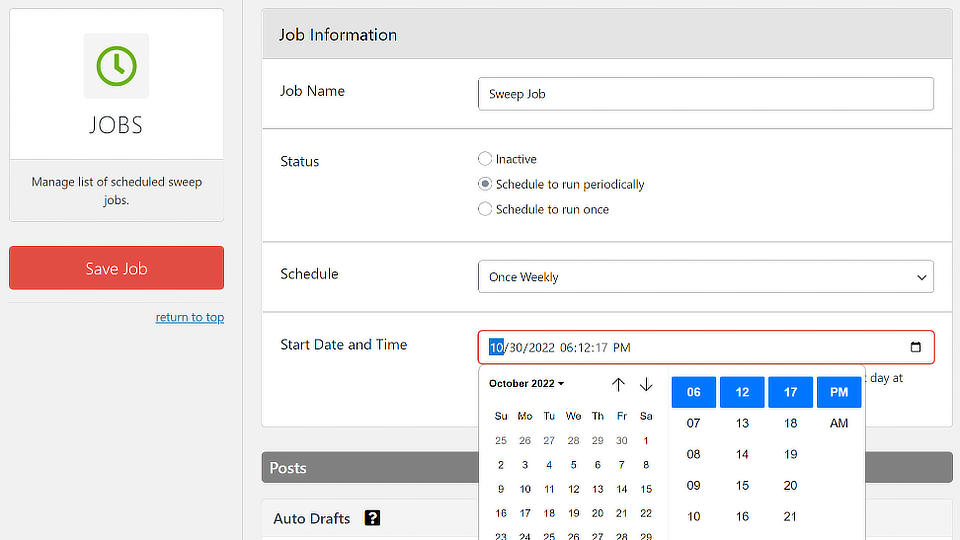 JOBS
Manage list of scheduled sweep
jobs.
Save Job
return to top
Job Information
Job Name
Sweep Job
Status
Inactive
Schedule to run periodically
Schedule to run once
Schedule
Once Weekly
Start Date and Time
10/30/2022 06:12:17 PM
day at
October 2022
Su Mo Tu We Th Fr Sa
25 26 27 28 29 30 1
2 3 4 5 6 7 8
9 10 11 12 13 14 15
16 17 18 19 20 21 22
23 24 25 26 27 28 29
06 12 17 PM
07 13 18 AM
08 14 19
09 15 20
10 16 21
Posts
Auto Drafts ?